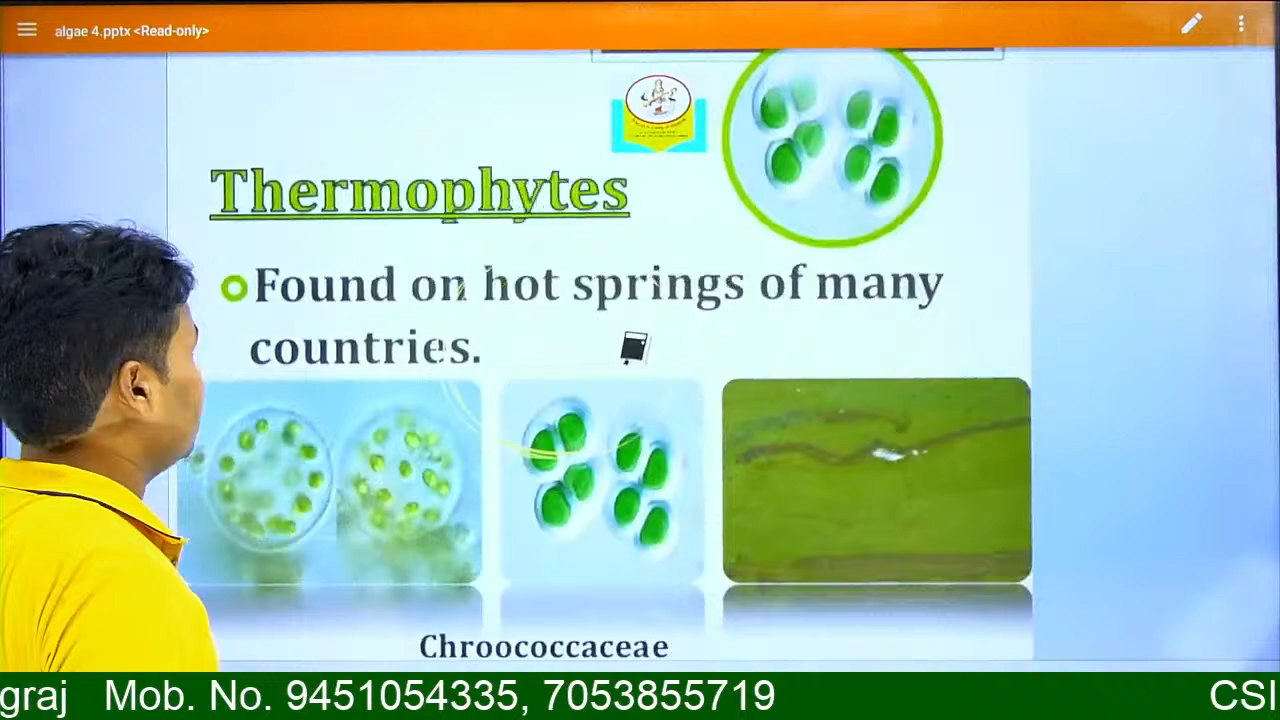 algae 4.pptx <Read-only>
Thermophytes
Found on hot springs of many
countries.
Chroococcaceae
graj Mob. No. 9451054335, 7053855719 CSI